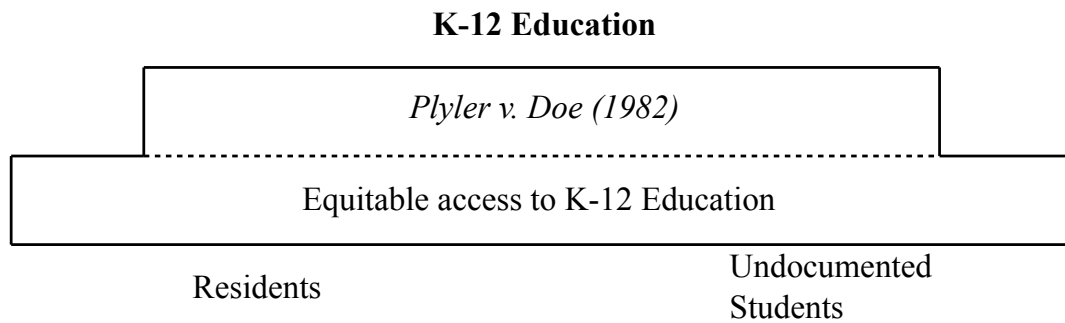 K-12 Education
Plyler v. Doe (1982)
Equitable access to K-12 Education
Residents
Undocumented
Students